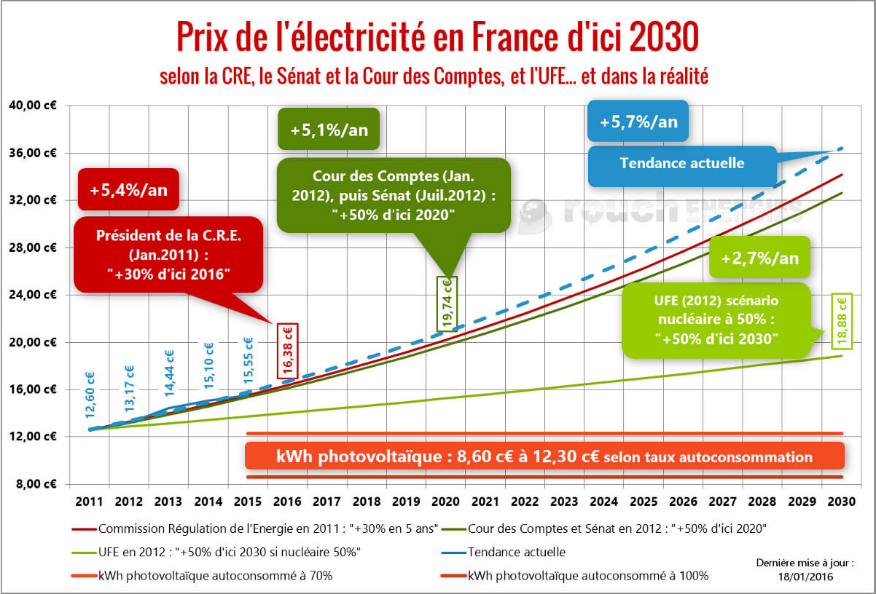 Prix de l'électricité en France d'ici 2030
selon la CRE, le Sénat et la Cour des Comptes, et l'UFE... et dans la réalité
40,00 c€
36,00 c€
32,00 c€
28,00 c€
24,00 c€
20,00 c€
16,00 c€
12,00 c€
8,00 c€
+5,4%/an
Président de la C.R.E.
(Jan.2011) :
"+30% d'ici 2016"
+5,1%/an
Cour des Comptes (Jan.
2012), puis Sénat (Juil.2012) :
"+50% d'ici 2020"
+5,7%/an
Tendance actuelle
rouch ENERGIES
+2,7%/an
UFE (2012) scénario
nucléaire à 50% :
"+50% d'ici 2030"
12,60 c€
13,17 c€
14,44 c€
15,10 c€
15,55 c€
16,38 c€
19,74 c€
18,88 c€
kWh photovoltaïque : 8,60 c€ à 12,30 c€ selon taux autoconsommation
2011 2012 2013 2014 2015 2016 2017 2018 2019 2020 2021 2022 2023 2024 2025 2026 2027 2028 2029 2030
Commission Régulation de l'Energie en 2011 : "+30% en 5 ans"
Cour des Comptes et Sénat en 2012 : "+50% d'ici 2020"
UFE en 2012 : "+50% d'ici 2030 si nucléaire 50%"
Tendance actuelle
kWh photovoltaïque autoconsommé à 70%
kWh photovoltaïque autoconsommé à 100%
Dernière mise à jour :
18/01/2016